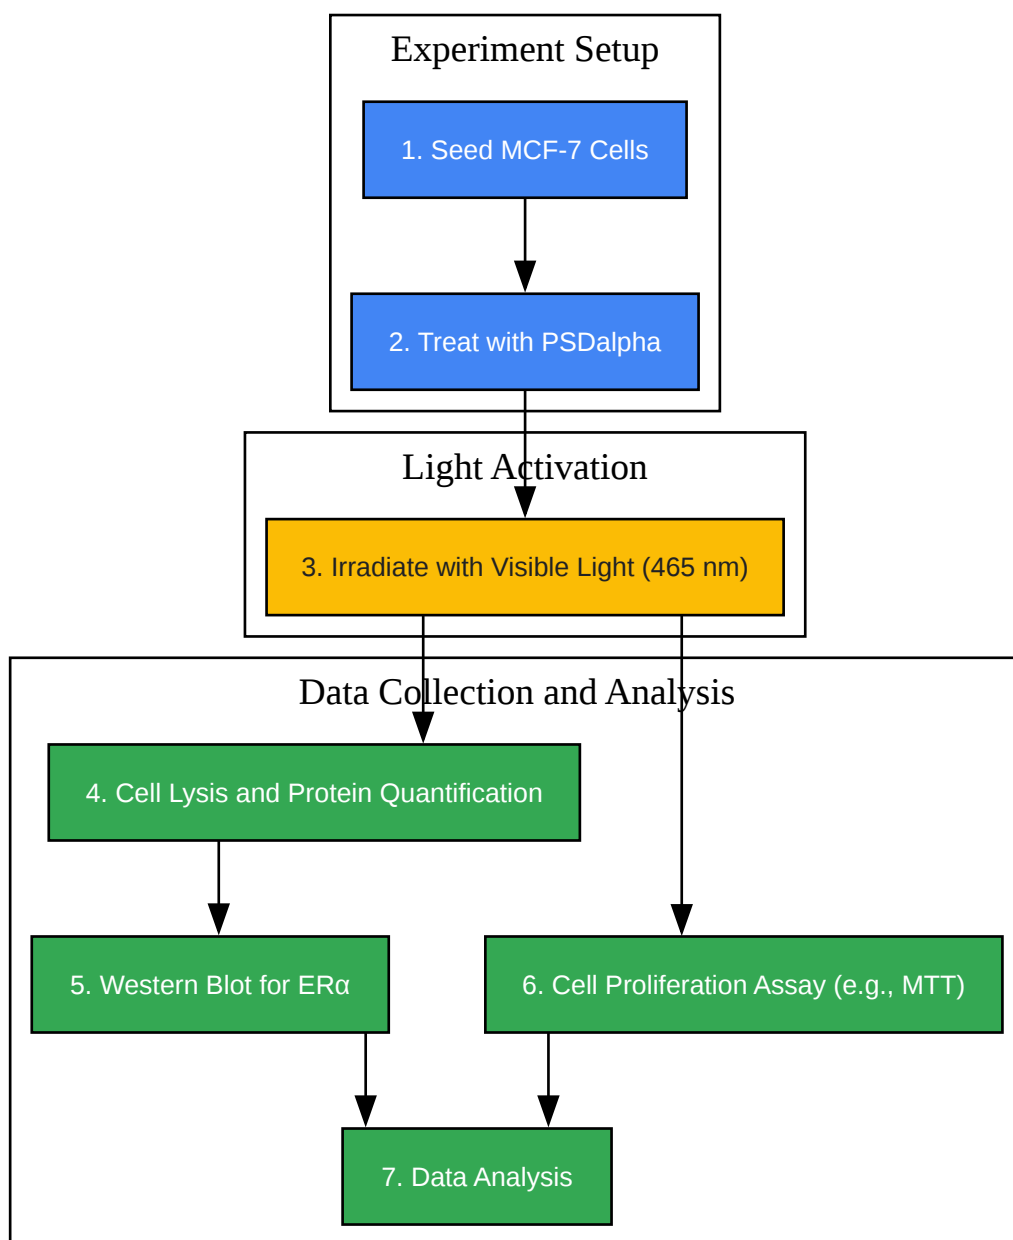 Experiment Setup
1. Seed MCF-7 Cells
2. Treat with PSDalpha
Light Activation
3. Irradiate with Visible Light (465 nm)
Data Collection and Analysis
4. Cell Lysis and Protein Quantification
5. Western Blot for ERα
6. Cell Proliferation Assay (e.g., MTT)
7. Data Analysis